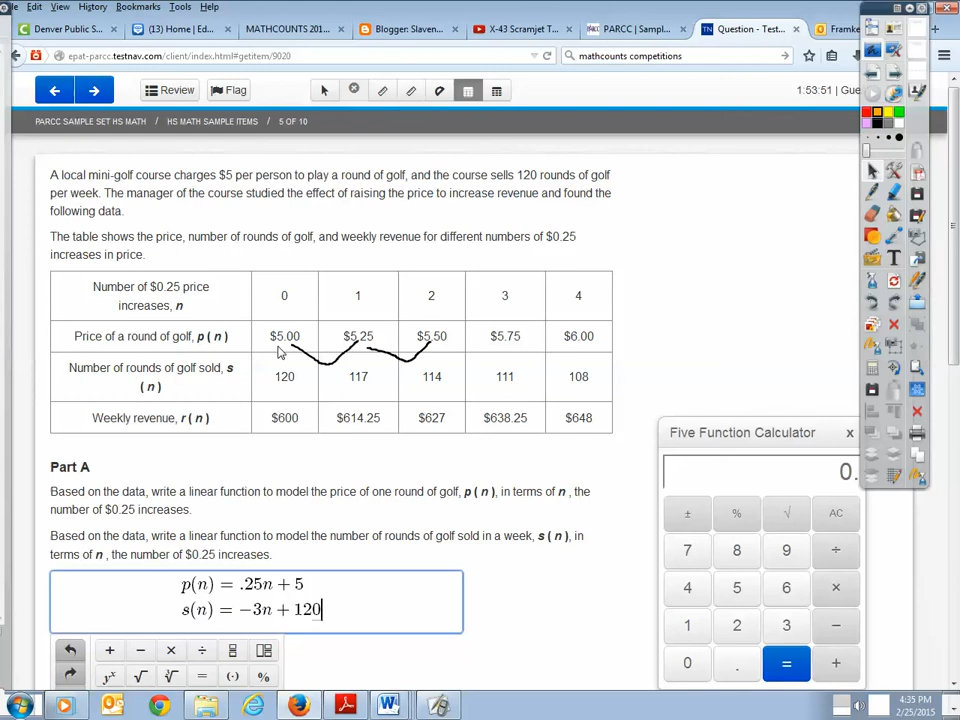 Edit View History Bookmarks Tools Help
Denver Public S... (13) Home | Ed... MATHCOUNTS 201... Blogger: Slaven... X-43 Scramjet T... PARCC | Sampl... Question - Test... Framke
epat-parcc.testnav.com/client/index.html#getitem/9020 mathcounts competitions
Review Flag 1:53:51 Gue
PARCC SAMPLE SET HS MATH / HS MATH SAMPLE ITEMS / 5 OF 10
A local mini-golf course charges $5 per person to play a round of golf, and the course sells 120 rounds of golf
per week. The manager of the course studied the effect of raising the price to increase revenue and found the
following data.
The table shows the price, number of rounds of golf, and weekly revenue for different numbers of $0.25
increases in price.
Number of $0.25 price
increases, n 0 1 2 3 4
Price of a round of golf, p ( n ) $5.00 $5.25 $5.50 $5.75 $6.00
Number of rounds of golf sold, s
( n ) 120 117 114 111 108
Weekly revenue, r ( n ) $600 $614.25 $627 $638.25 $648
Part A
Based on the data, write a linear function to model the price of one round of golf, p ( n ), in terms of n , the
number of $0.25 increases.
Based on the data, write a linear function to model the number of rounds of golf sold in a week, s ( n ), in
terms of n , the number of $0.25 increases.
p(n) = .25n + 5
s(n) = −3n + 120
+ − × ÷
yˣ √ ∛ = (·) %
Five Function Calculator x
0.
± % √ AC
7 8 9 ÷
4 5 6 ×
1 2 3 −
0 . = +
4:35 PM
2/25/2015